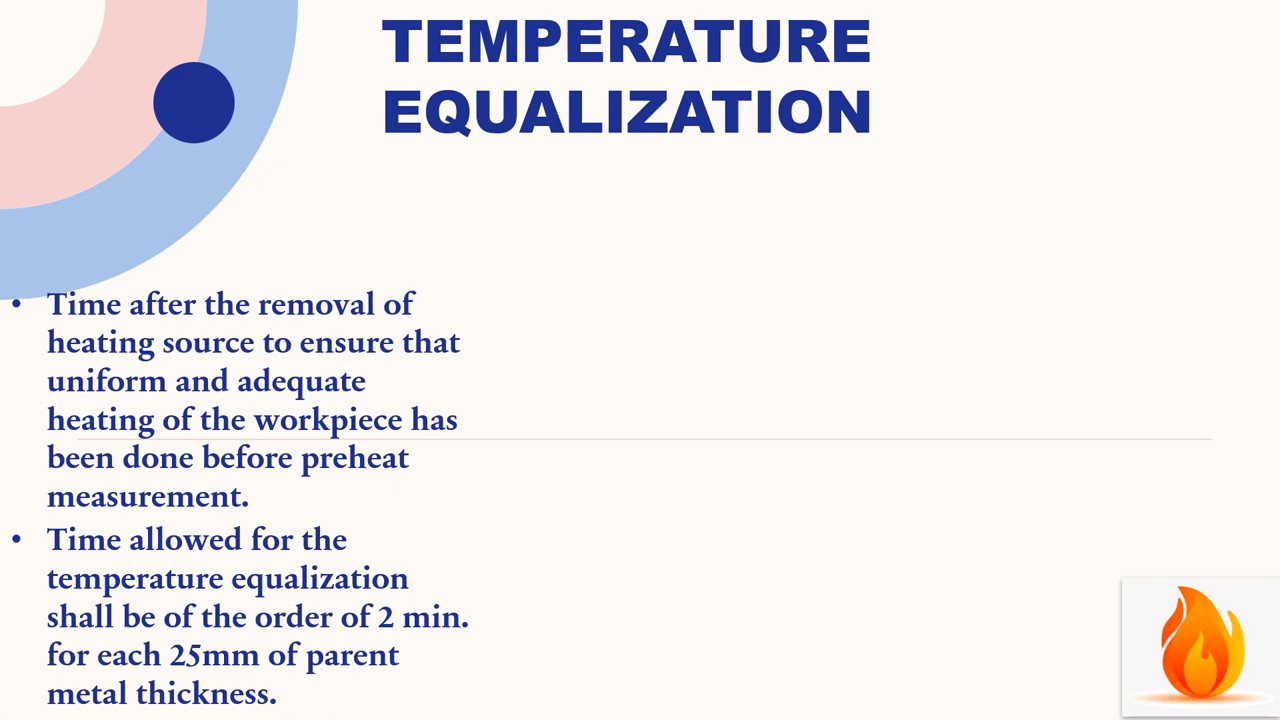 TEMPERATURE
EQUALIZATION
• Time after the removal of
heating source to ensure that
uniform and adequate
heating of the workpiece has
been done before preheat
measurement.
• Time allowed for the
temperature equalization
shall be of the order of 2 min.
for each 25mm of parent
metal thickness.